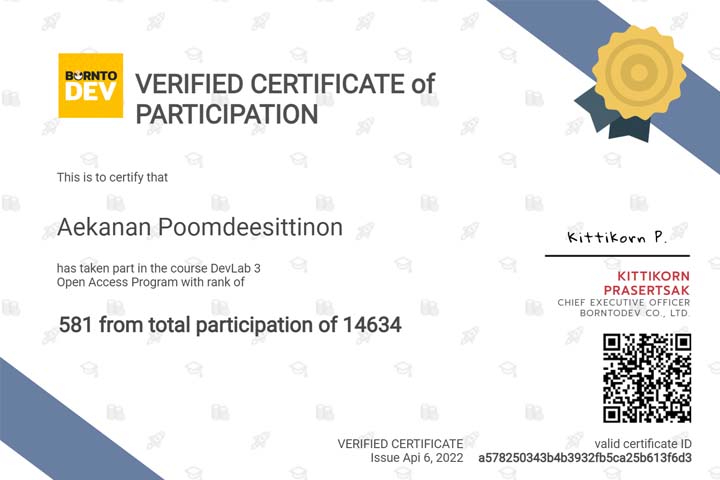 BORNTO
DEV
VERIFIED CERTIFICATE of
PARTICIPATION
This is to certify that
Aekanan Poomdeesittinon
has taken part in the course DevLab 3
Open Access Program with rank of
581 from total participation of 14634
Kittikorn P.
KITTIKORN
PRASERTSAK
CHIEF EXECUTIVE OFFICER
BORNTODEV CO., LTD.
VERIFIED CERTIFICATE
Issue Api 6, 2022
valid certificate ID
a578250343b4b3932fb5ca25b613f6d3